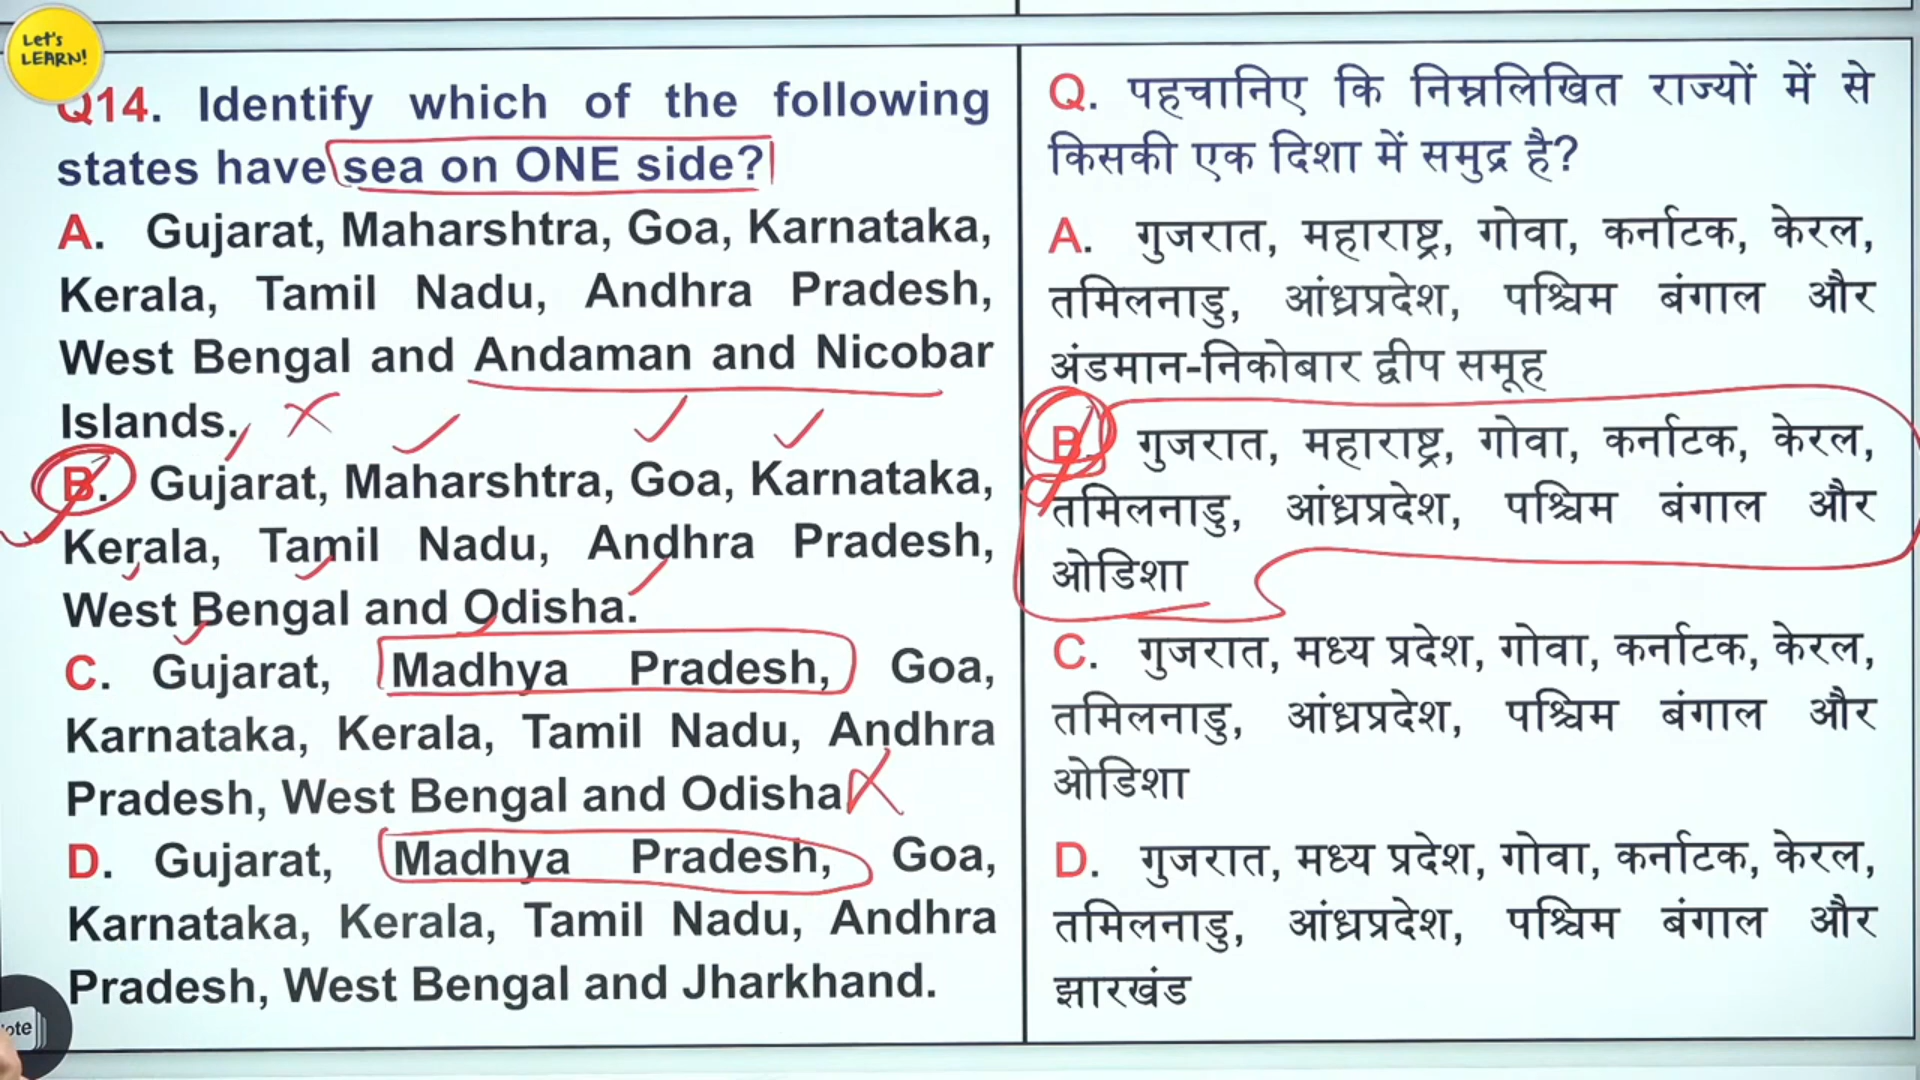 Let's
LEARN!
Q14. Identify which of the following
states have sea on ONE side?
A. Gujarat, Maharshtra, Goa, Karnataka,
Kerala, Tamil Nadu, Andhra Pradesh,
West Bengal and Andaman and Nicobar
Islands.
B. Gujarat, Maharshtra, Goa, Karnataka,
Kerala, Tamil Nadu, Andhra Pradesh,
West Bengal and Odisha.
C. Gujarat, Madhya Pradesh, Goa,
Karnataka, Kerala, Tamil Nadu, Andhra
Pradesh, West Bengal and Odisha
D. Gujarat, Madhya Pradesh, Goa,
Karnataka, Kerala, Tamil Nadu, Andhra
Pradesh, West Bengal and Jharkhand.
Q. पहचानिए कि निम्नलिखित राज्यों में से
किसकी एक दिशा में समुद्र है?
A. गुजरात, महाराष्ट्र, गोवा, कर्नाटक, केरल,
तमिलनाडु, आंध्रप्रदेश, पश्चिम बंगाल और
अंडमान-निकोबार द्वीप समूह
B. गुजरात, महाराष्ट्र, गोवा, कर्नाटक, केरल,
तमिलनाडु, आंध्रप्रदेश, पश्चिम बंगाल और
ओडिशा
C. गुजरात, मध्य प्रदेश, गोवा, कर्नाटक, केरल,
तमिलनाडु, आंध्रप्रदेश, पश्चिम बंगाल और
ओडिशा
D. गुजरात, मध्य प्रदेश, गोवा, कर्नाटक, केरल,
तमिलनाडु, आंध्रप्रदेश, पश्चिम बंगाल और
झारखंड